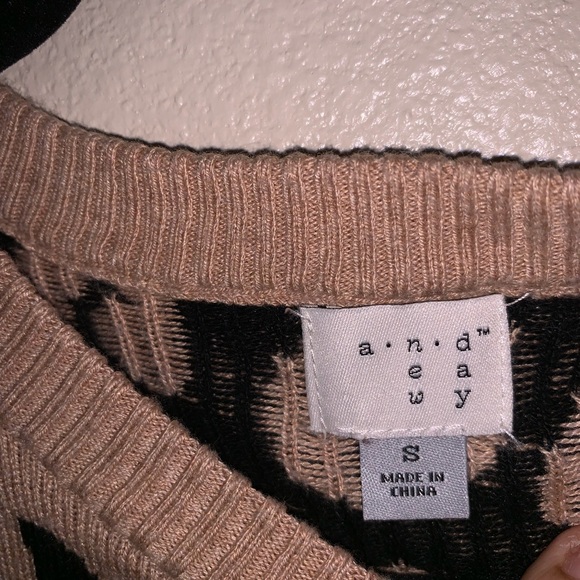 a · n · d™
e a
w y
S
MADE IN
CHINA